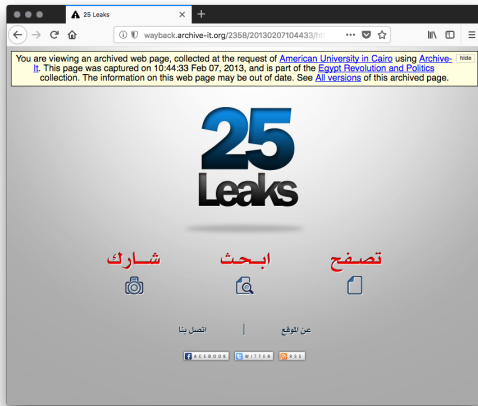 25 Leaks
wayback.archive-it.org/2358/20130207104433/ht
You are viewing an archived web page, collected at the request of American University in Cairo using Archive-
It. This page was captured on 10:44:33 Feb 07, 2013, and is part of the Egypt Revolution and Politics
collection. The information on this web page may be out of date. See All versions of this archived page.
hide
25
Leaks
تصـفح ابـحث شـارك
عن الموقع | اتصل بنا
FACEBOOK TWITTER RSS